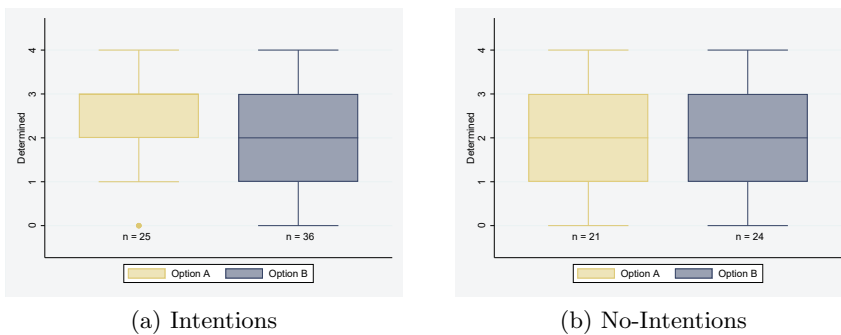 Determined
4
3
2
1
0
n = 25
n = 36
Option A
Option B
(a) Intentions
Determined
4
3
2
1
0
n = 21
n = 24
Option A
Option B
(b) No-Intentions